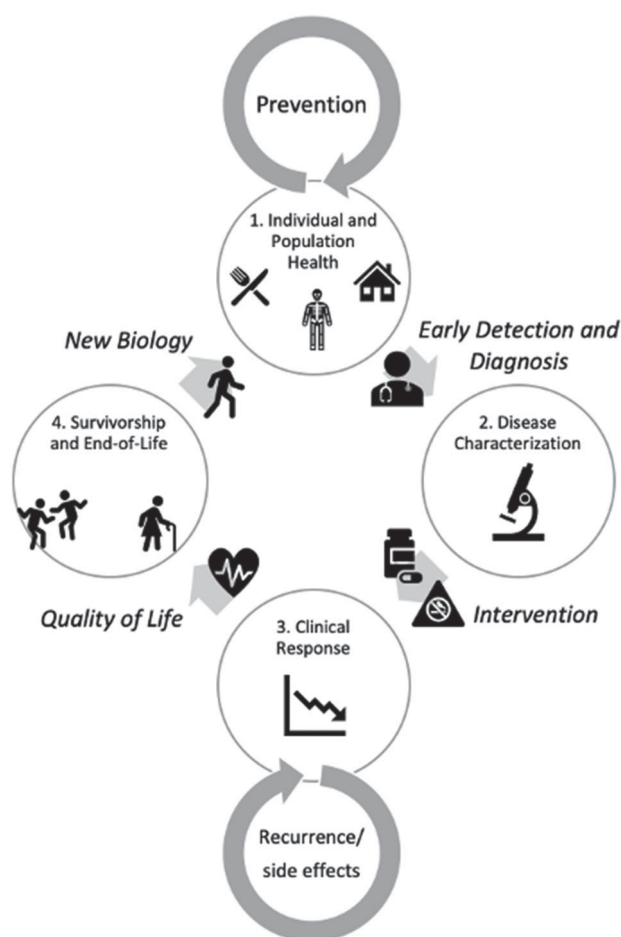 Prevention
1. Individual and
Population
Health
New Biology
Early Detection and
Diagnosis
4. Survivorship
and End-of-Life
2. Disease
Characterization
Quality of Life
Intervention
3. Clinical
Response
Recurrence/
side effects